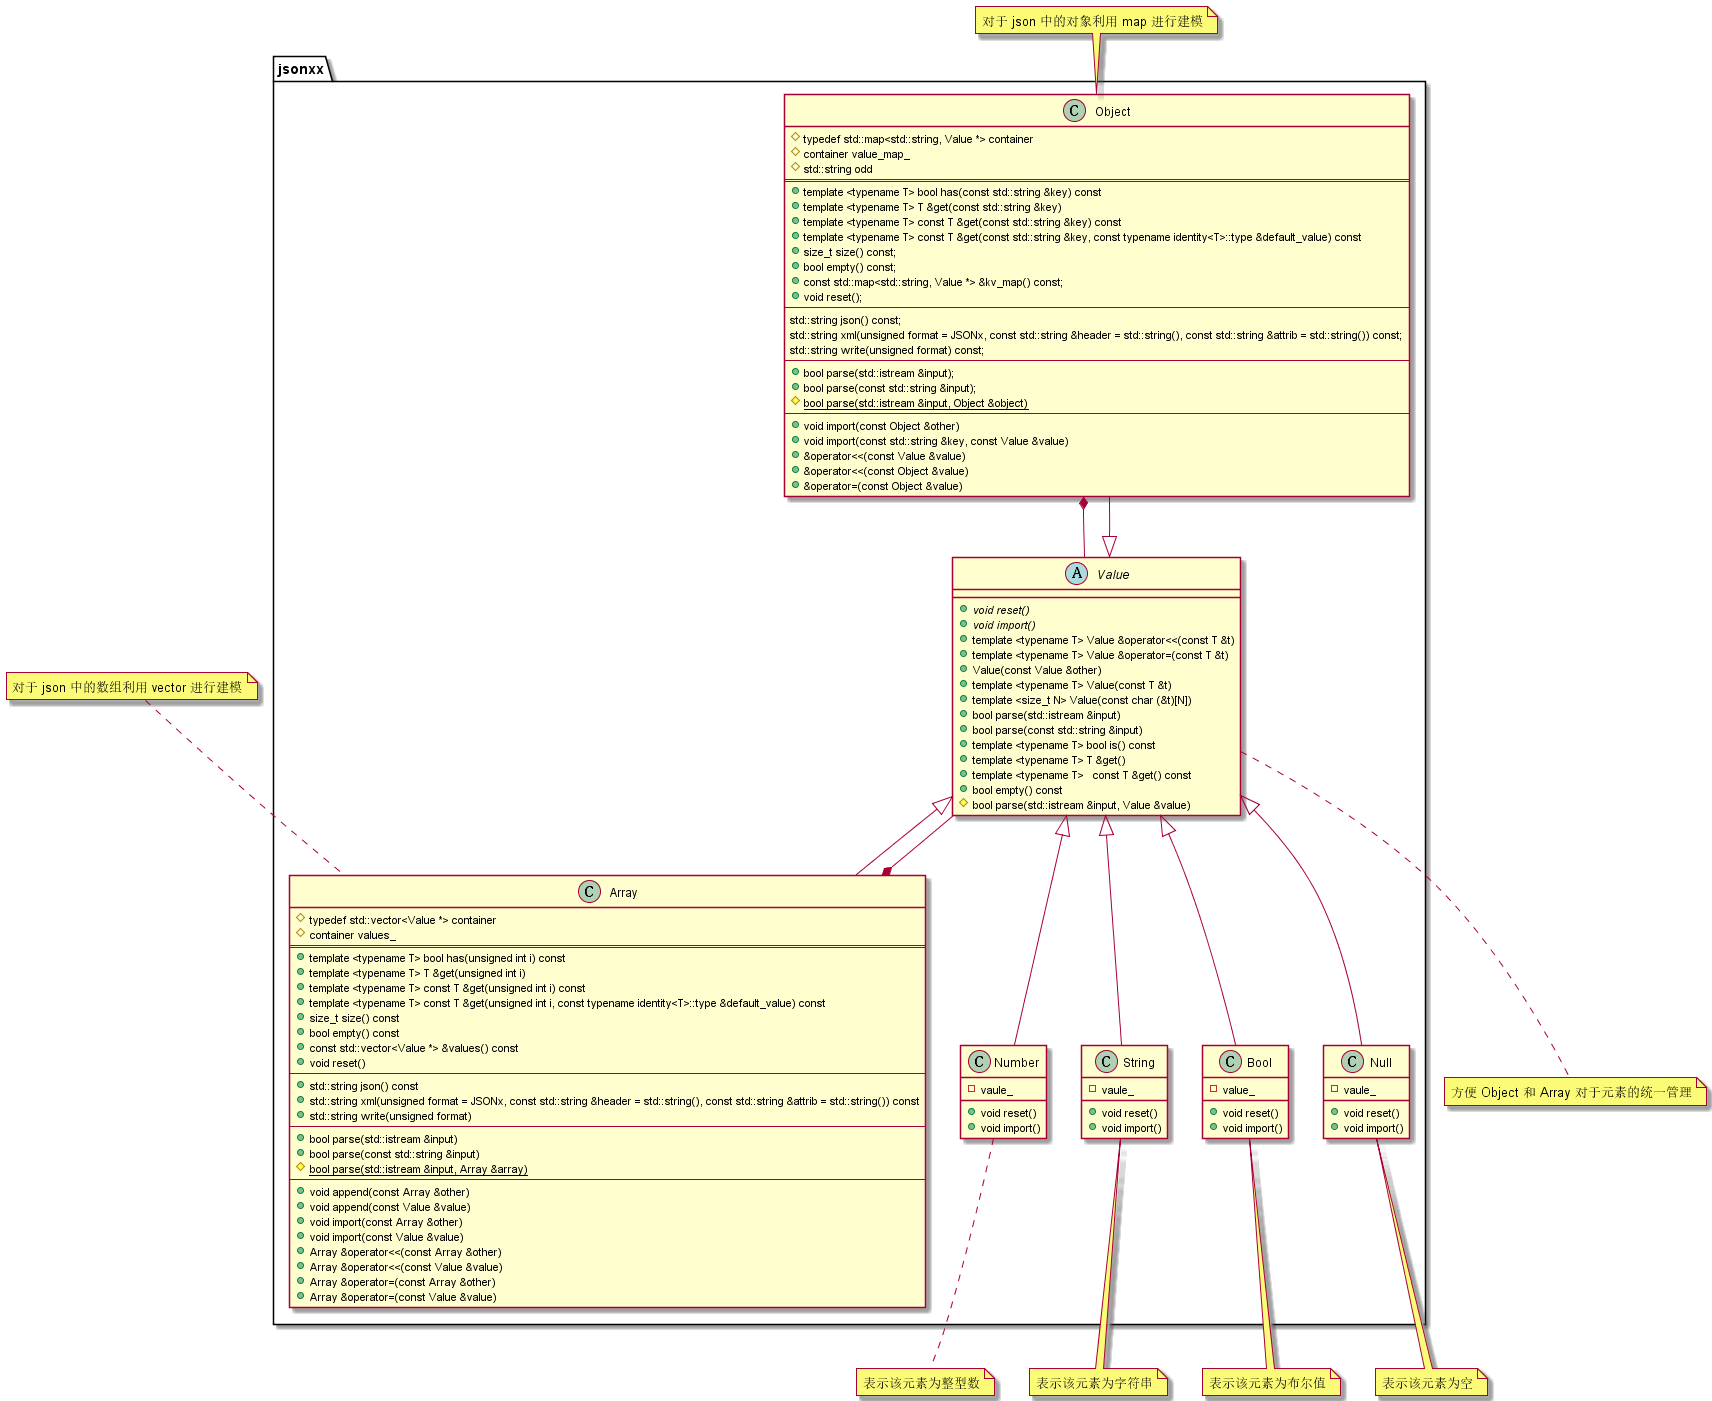 对于 json 中的对象利用 map 进行建模
jsonxx
C Object
typedef std::map<std::string, Value *> container
container value_map_
std::string odd
template <typename T> bool has(const std::string &key) const
template <typename T> T &get(const std::string &key)
template <typename T> const T &get(const std::string &key) const
template <typename T> const T &get(const std::string &key, const typename identity<T>::type &default_value) const
size_t size() const;
bool empty() const;
const std::map<std::string, Value *> &kv_map() const;
void reset();
std::string json() const;
std::string xml(unsigned format = JSONx, const std::string &header = std::string(), const std::string &attrib = std::string()) const;
std::string write(unsigned format) const;
bool parse(std::istream &input);
bool parse(const std::string &input);
bool parse(std::istream &input, Object &object)
void import(const Object &other)
void import(const std::string &key, const Value &value)
&operator<<(const Value &value)
&operator<<(const Object &value)
&operator=(const Object &value)
A Value
void reset()
void import()
template <typename T> Value &operator<<(const T &t)
template <typename T> Value &operator=(const T &t)
Value(const Value &other)
template <typename T> Value(const T &t)
template <size_t N> Value(const char (&t)[N])
bool parse(std::istream &input)
bool parse(const std::string &input)
template <typename T> bool is() const
template <typename T> T &get()
template <typename T>   const T &get() const
bool empty() const
bool parse(std::istream &input, Value &value)
对于 json 中的数组利用 vector 进行建模
C Array
typedef std::vector<Value *> container
container values_
template <typename T> bool has(unsigned int i) const
template <typename T> T &get(unsigned int i)
template <typename T> const T &get(unsigned int i) const
template <typename T> const T &get(unsigned int i, const typename identity<T>::type &default_value) const
size_t size() const
bool empty() const
const std::vector<Value *> &values() const
void reset()
std::string json() const
std::string xml(unsigned format = JSONx, const std::string &header = std::string(), const std::string &attrib = std::string()) const
std::string write(unsigned format)
bool parse(std::istream &input)
bool parse(const std::string &input)
bool parse(std::istream &input, Array &array)
void append(const Array &other)
void append(const Value &value)
void import(const Array &other)
void import(const Value &value)
Array &operator<<(const Array &other)
Array &operator<<(const Value &value)
Array &operator=(const Array &other)
Array &operator=(const Value &value)
C Number
vaule_
void reset()
void import()
C String
vaule_
void reset()
void import()
C Bool
value_
void reset()
void import()
C Null
vaule_
void reset()
void import()
方便 Object 和 Array 对于元素的统一管理
表示该元素为整型数
表示该元素为字符串
表示该元素为布尔值
表示该元素为空